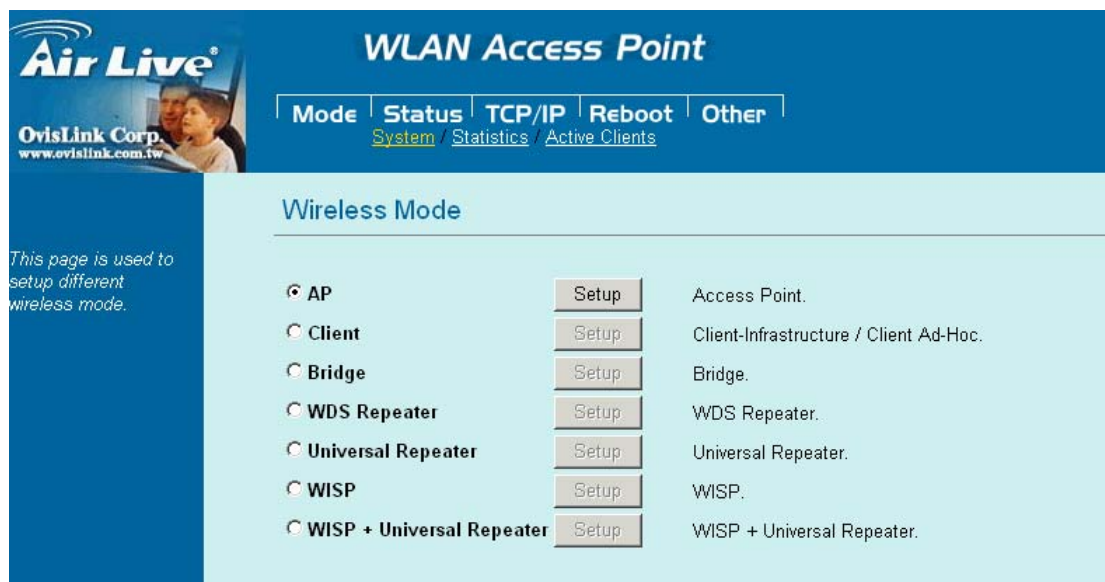 Air Live®
OvisLink Corp.
www.ovislink.com.tw
WLAN Access Point
Mode Status TCP/IP Reboot Other
System / Statistics / Active Clients
This page is used to
setup different
wireless mode.
Wireless Mode
AP Setup Access Point.
Client Setup Client-Infrastructure / Client Ad-Hoc.
Bridge Setup Bridge.
WDS Repeater Setup WDS Repeater.
Universal Repeater Setup Universal Repeater.
WISP Setup WISP.
WISP + Universal Repeater Setup WISP + Universal Repeater.